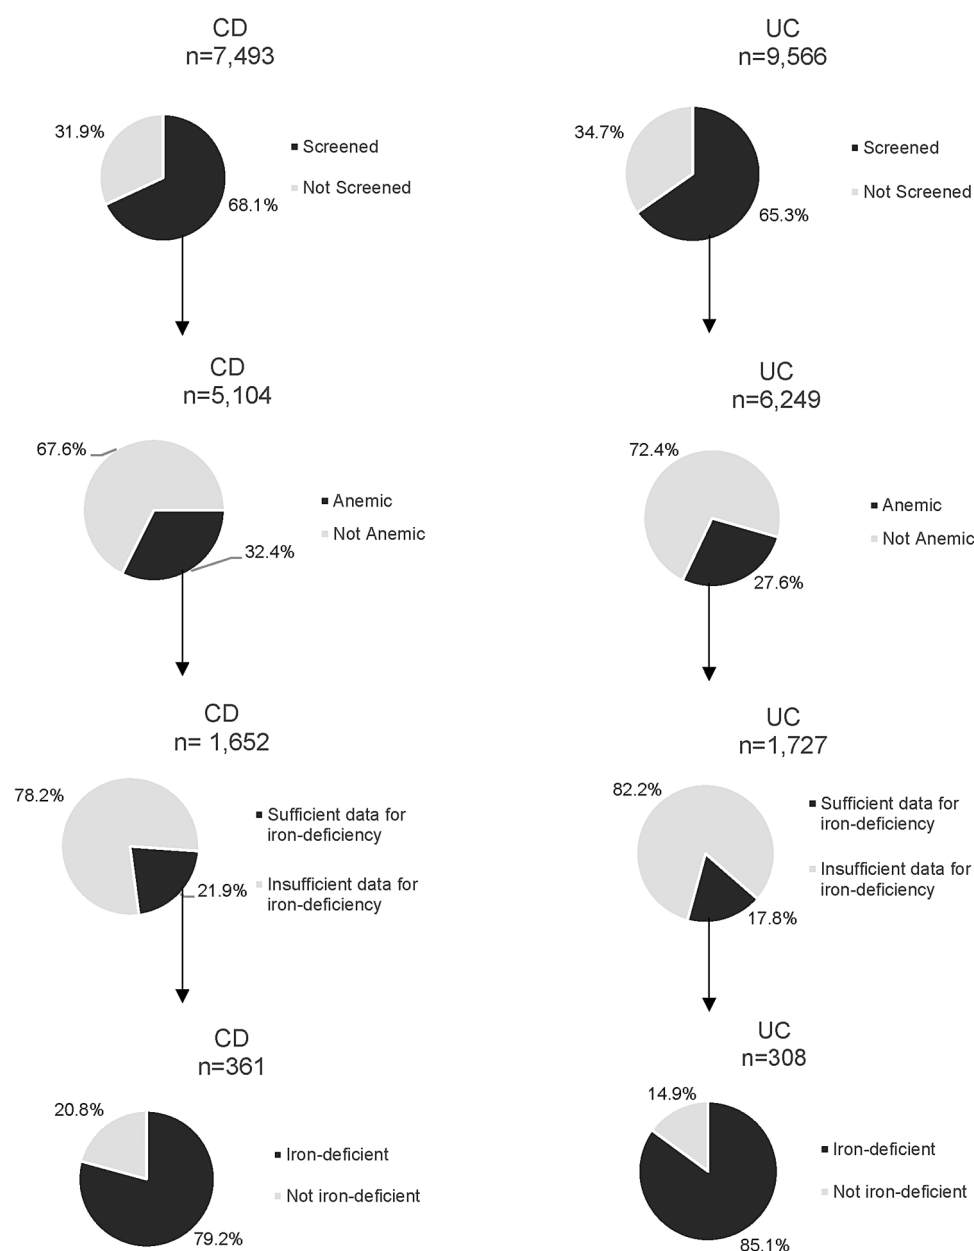 CD
n=7,493
31.9%
68.1%
Screened
Not Screened
UC
n=9,566
34.7%
65.3%
Screened
Not Screened
CD
n=5,104
67.6%
32.4%
Anemic
Not Anemic
UC
n=6,249
72.4%
27.6%
Anemic
Not Anemic
CD
n= 1,652
78.2%
21.9%
Sufficient data for
iron-deficiency
Insufficient data for
iron-deficiency
UC
n=1,727
82.2%
17.8%
Sufficient data for
iron-deficiency
Insufficient data for
iron-deficiency
CD
n=361
20.8%
79.2%
Iron-deficient
Not iron-deficient
UC
n=308
14.9%
85.1%
Iron-deficient
Not iron-deficient